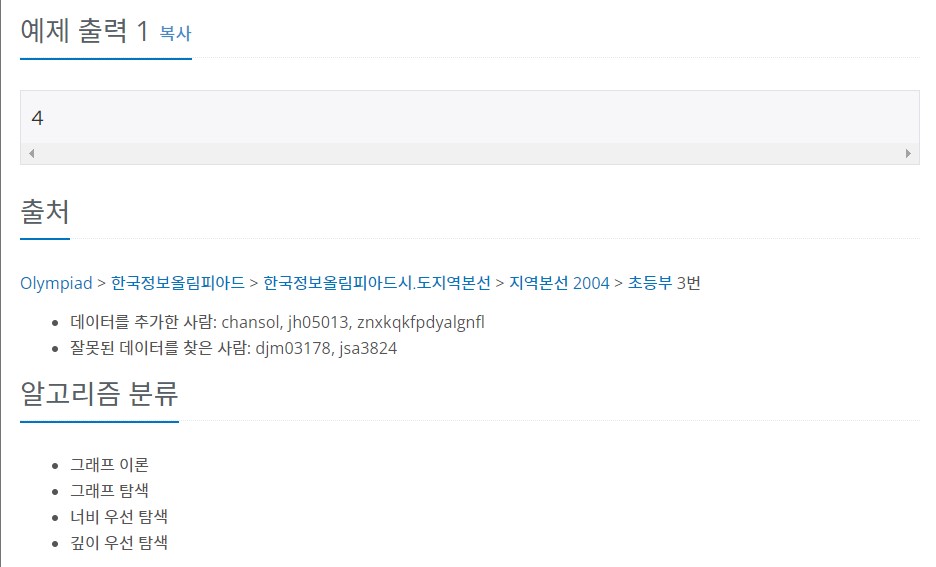 예제 출력 1 복사
4
출처
Olympiad > 한국정보올림피아드 > 한국정보올림피아드시.도지역본선 > 지역본선 2004 > 초등부 3번
데이터를 추가한 사람: chansol, jh05013, znxkqkfpdyalgnfl
잘못된 데이터를 찾은 사람: djm03178, jsa3824
알고리즘 분류
그래프 이론
그래프 탐색
너비 우선 탐색
깊이 우선 탐색